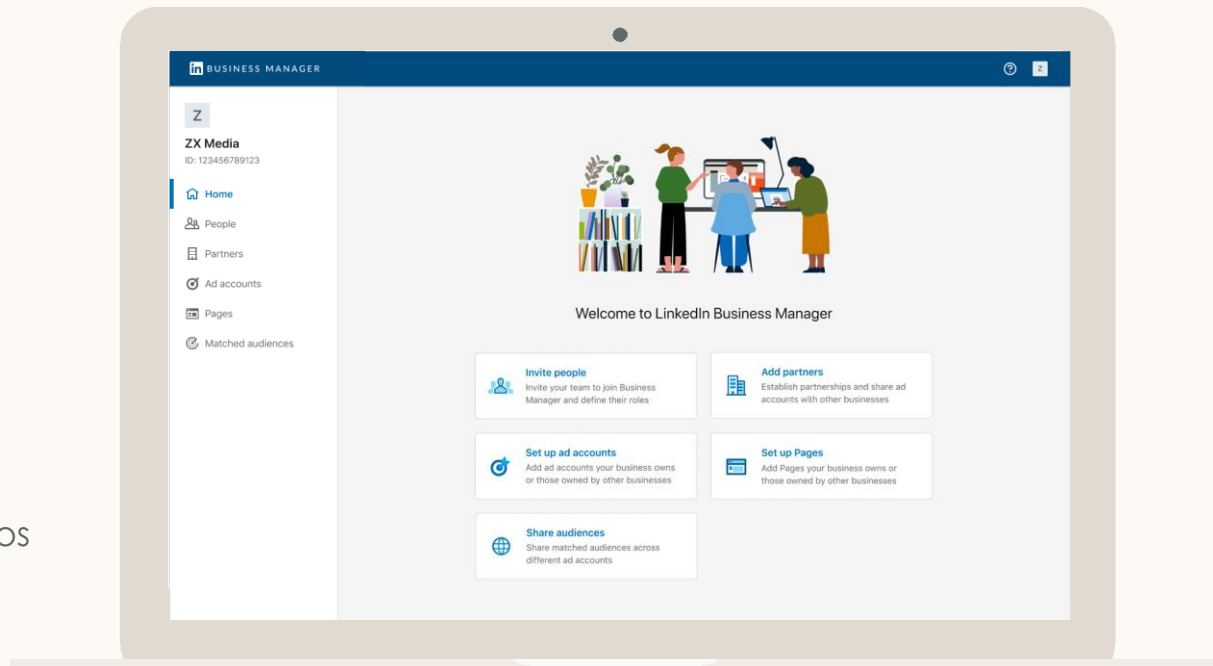 in BUSINESS MANAGER
Z
Z
ZX Media
ID: 123456789123
Home
People
Partners
Ad accounts
Pages
Matched audiences
Welcome to LinkedIn Business Manager
Invite people
Invite your team to join Business
Manager and define their roles
Add partners
Establish partnerships and share ad
accounts with other businesses
Set up ad accounts
Add ad accounts your business owns
or those owned by other businesses
Set up Pages
Add Pages your business owns or
those owned by other businesses
Share audiences
Share matched audiences across
different ad accounts
os